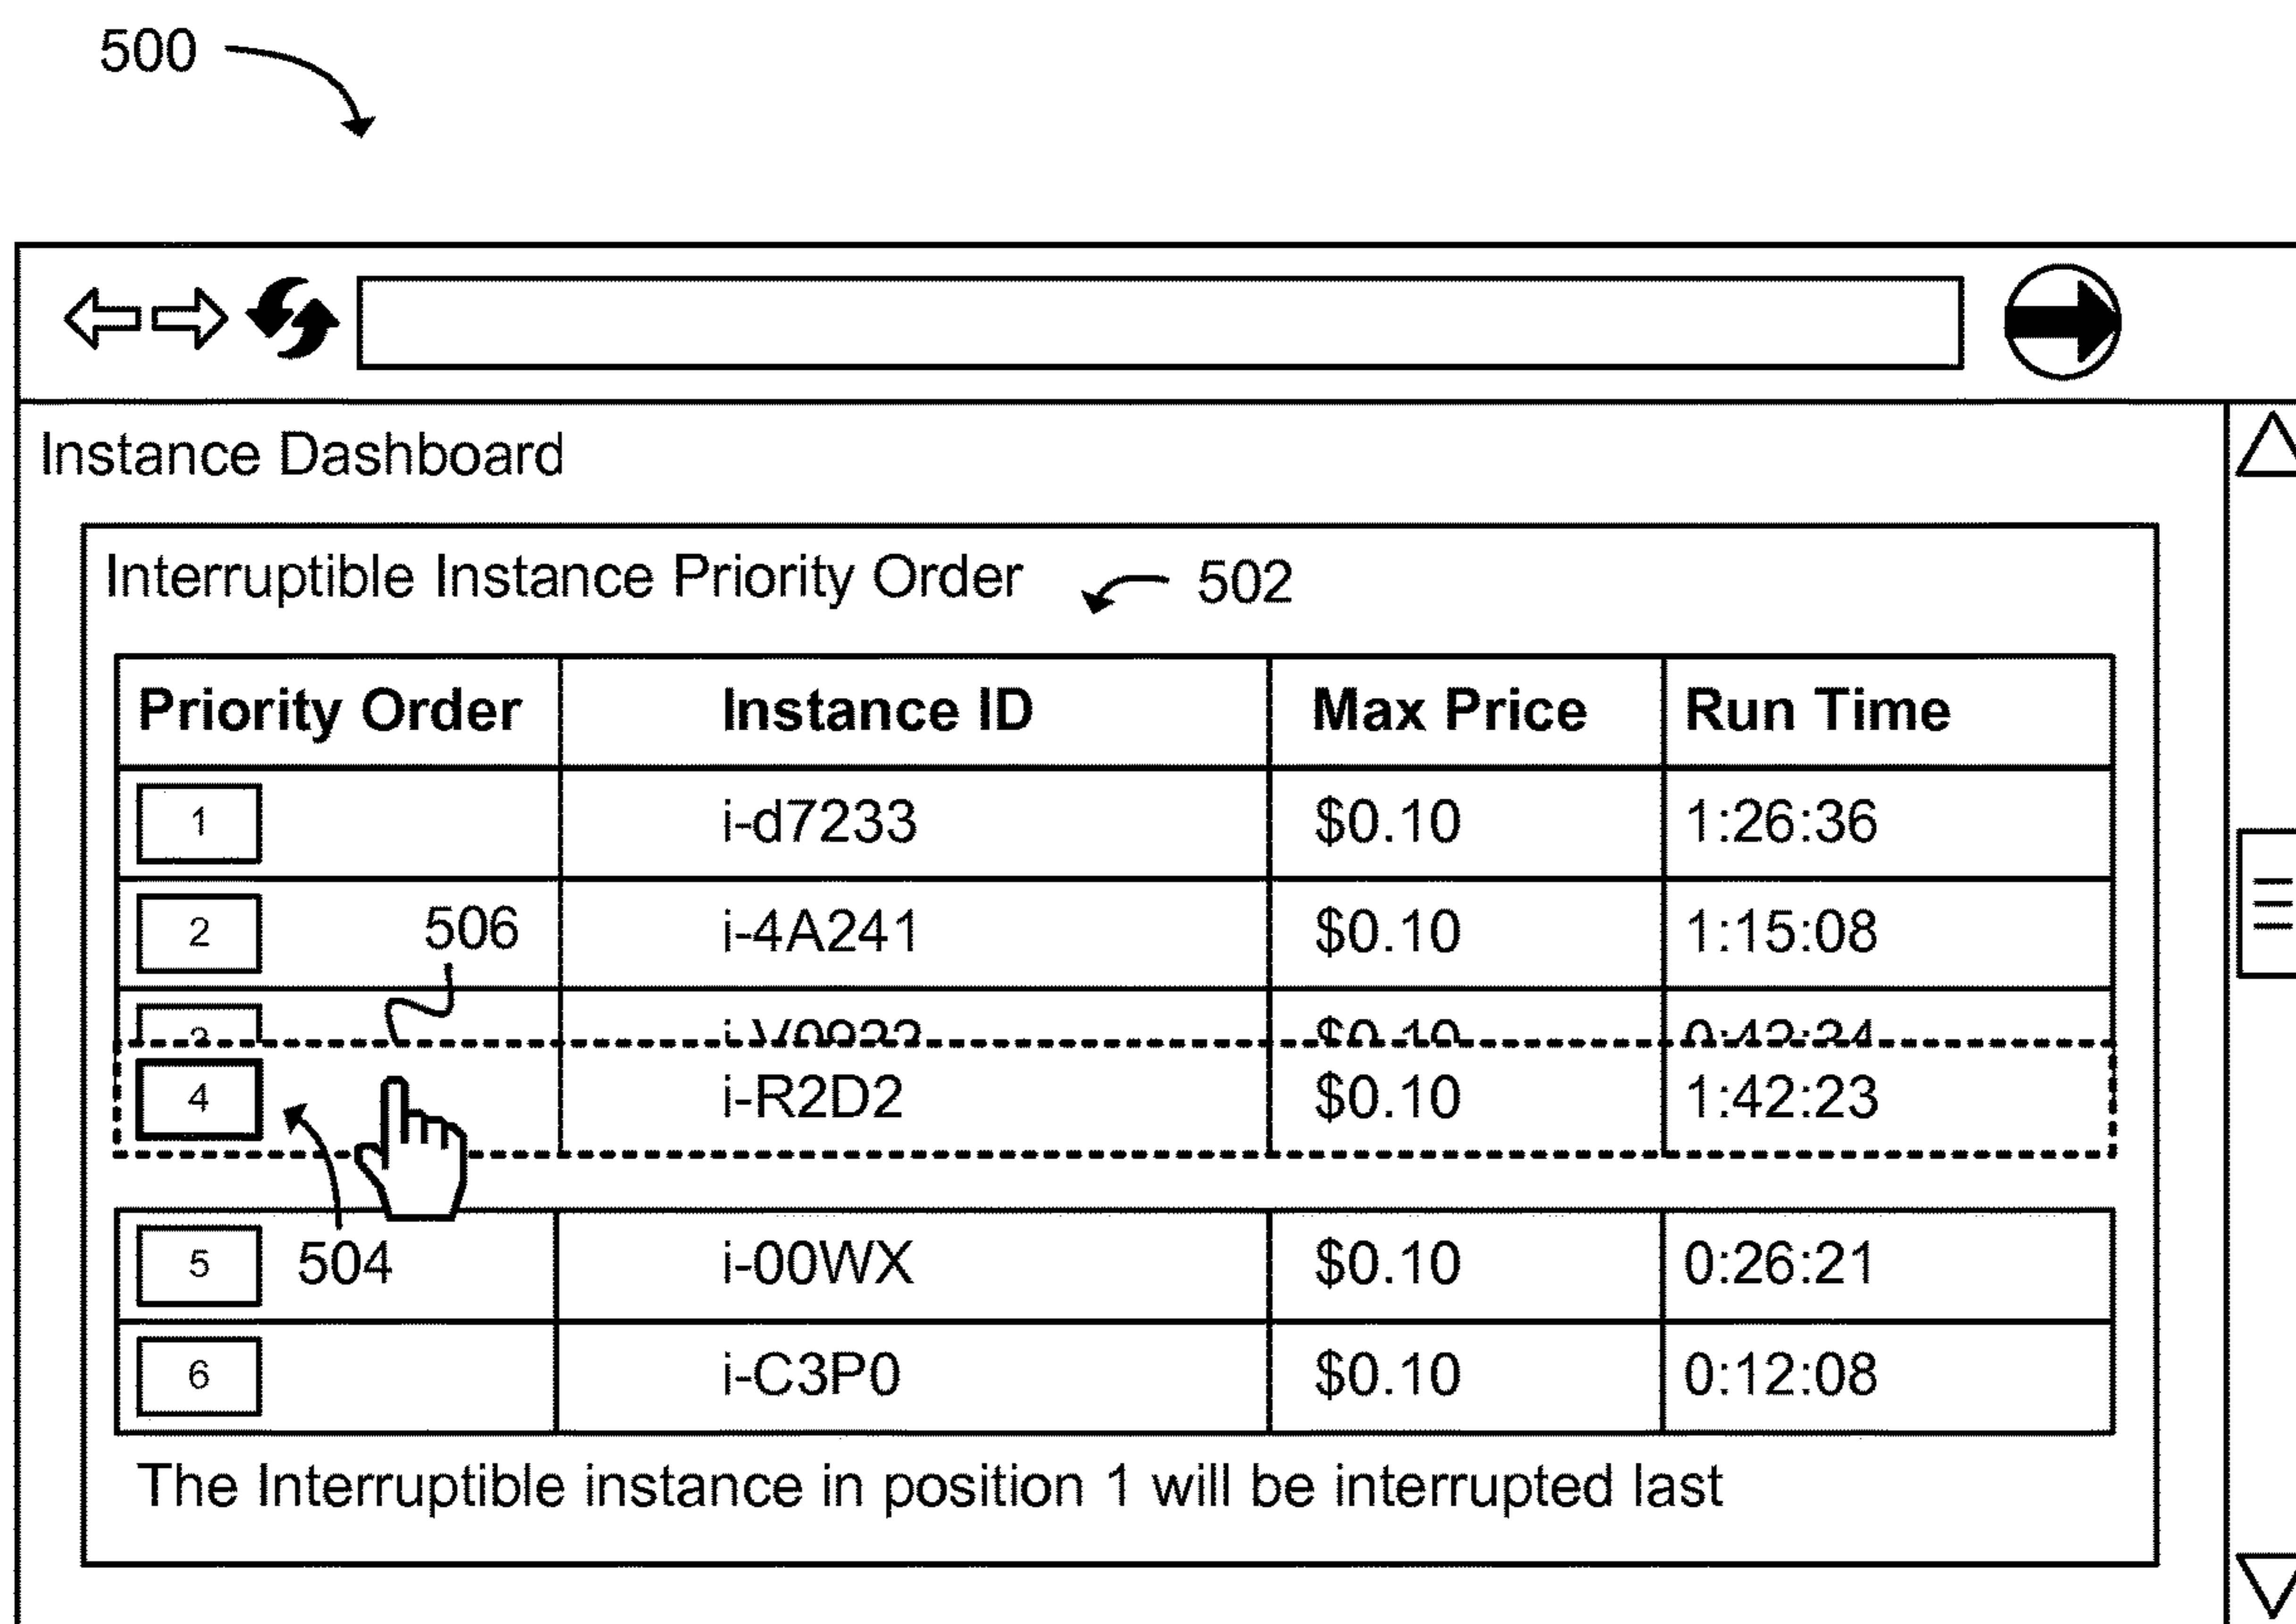 500
Instance Dashboard
Interruptible Instance Priority Order 502
Priority Order Instance ID Max Price Run Time
1 i-d7233 $0.10 1:26:36
2 506 i-4A241 $0.10 1:15:08
3 $0.10
4 i-R2D2 $0.10 1:42:23
5 504 i-00WX $0.10 0:26:21
6 i-C3P0 $0.10 0:12:08
The Interruptible instance in position 1 will be interrupted last